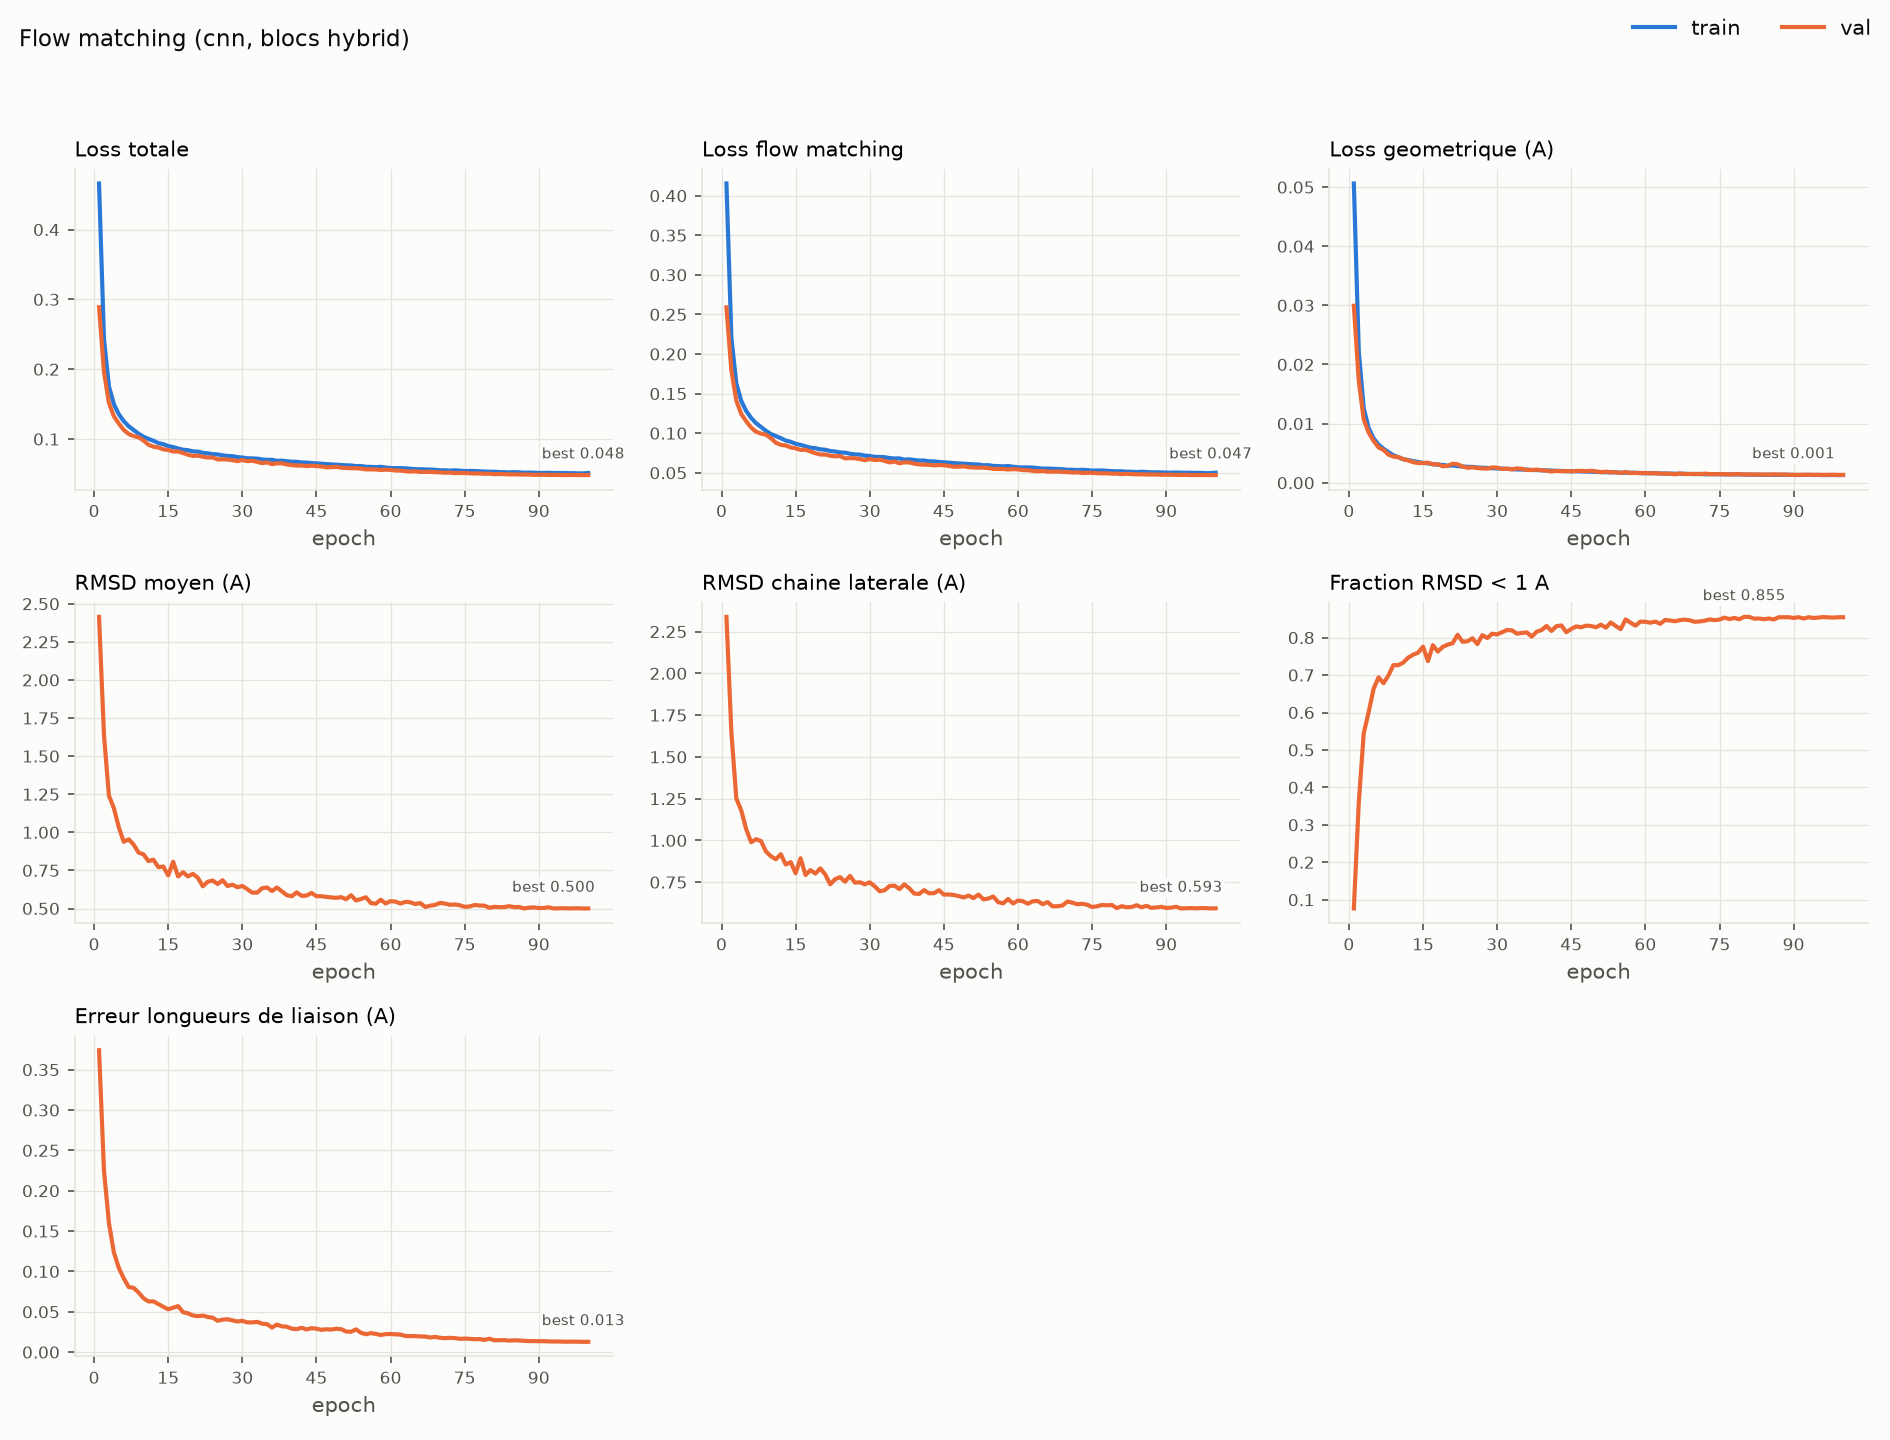 Flow matching (cnn, blocs hybrid)
train
val
Loss totale
0.4
0.3
0.2
0.1
best 0.048
0 15 30 45 60 75 90
epoch
Loss flow matching
0.40
0.35
0.30
0.25
0.20
0.15
0.10
0.05
best 0.047
0 15 30 45 60 75 90
epoch
Loss geometrique (A)
0.05
0.04
0.03
0.02
0.01
0.00
best 0.001
0 15 30 45 60 75 90
epoch
RMSD moyen (A)
2.50
2.25
2.00
1.75
1.50
1.25
1.00
0.75
0.50
best 0.500
0 15 30 45 60 75 90
epoch
RMSD chaine laterale (A)
2.25
2.00
1.75
1.50
1.25
1.00
0.75
best 0.593
0 15 30 45 60 75 90
epoch
Fraction RMSD < 1 A
best 0.855
0.8
0.7
0.6
0.5
0.4
0.3
0.2
0.1
0 15 30 45 60 75 90
epoch
Erreur longueurs de liaison (A)
0.35
0.30
0.25
0.20
0.15
0.10
0.05
0.00
best 0.013
0 15 30 45 60 75 90
epoch